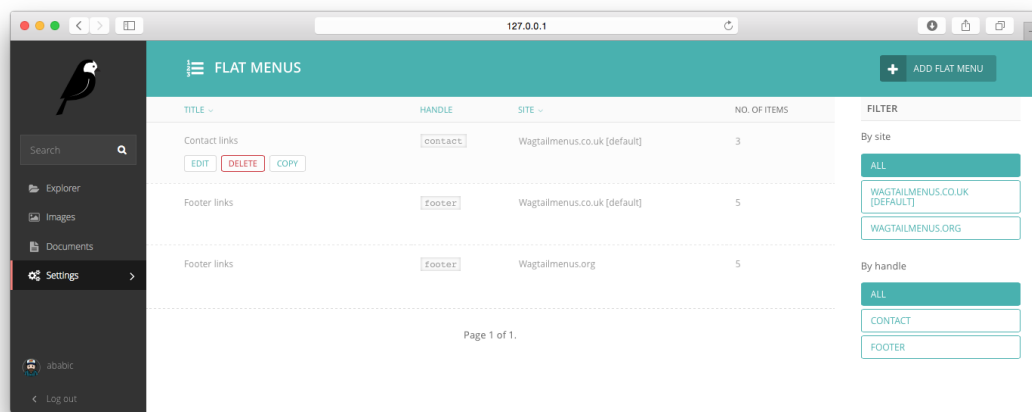 127.0.0.1
FLAT MENUS
ADD FLAT MENU
Search
Explorer
Images
Documents
Settings
ababic
Log out
TITLE HANDLE SITE NO. OF ITEMS
Contact links contact Wagtailmenus.co.uk [default] 3
EDIT DELETE COPY
Footer links footer Wagtailmenus.co.uk [default] 5
Footer links footer Wagtailmenus.org 5
Page 1 of 1.
FILTER
By site
ALL
WAGTAILMENUS.CO.UK
[DEFAULT]
WAGTAILMENUS.ORG
By handle
ALL
CONTACT
FOOTER